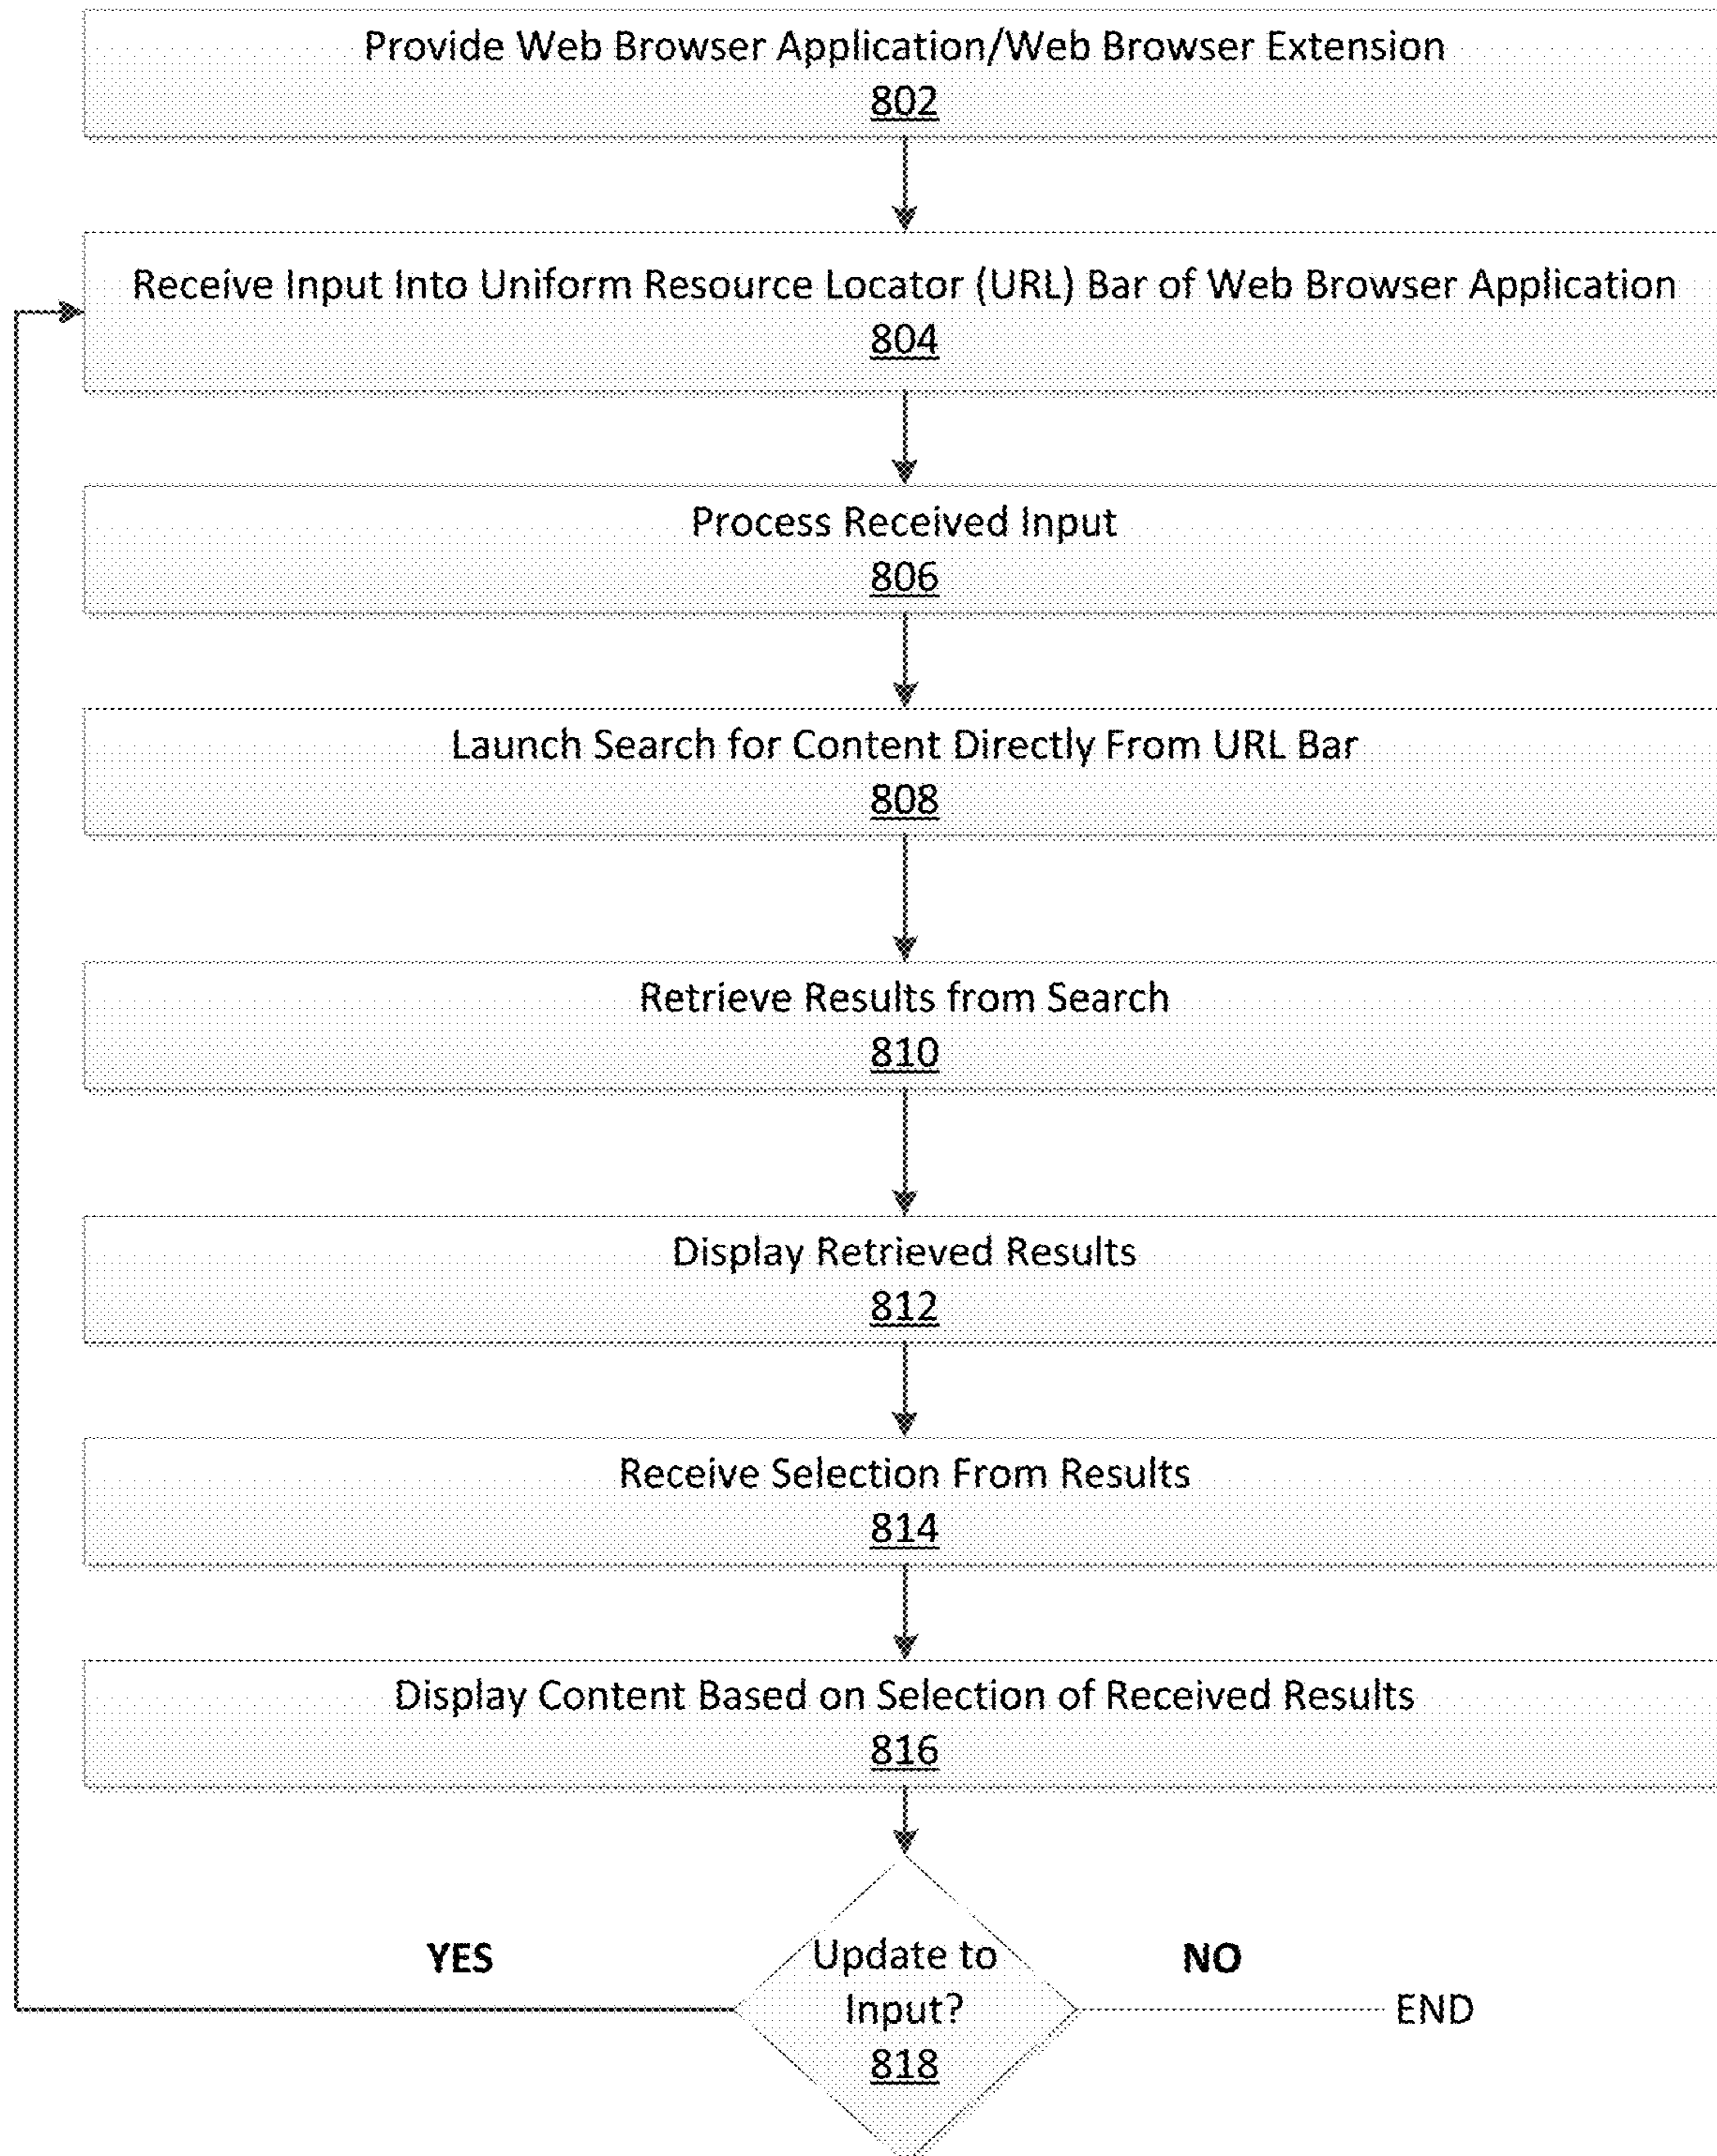 Provide Web Browser Application/Web Browser Extension
802
Receive Input Into Uniform Resource Locator (URL) Bar of Web Browser Application
804
Process Received Input
806
Launch Search for Content Directly From URL Bar
808
Retrieve Results from Search
810
Display Retrieved Results
812
Receive Selection From Results
814
Display Content Based on Selection of Received Results
816
YES
Update to
Input?
818
NO
END